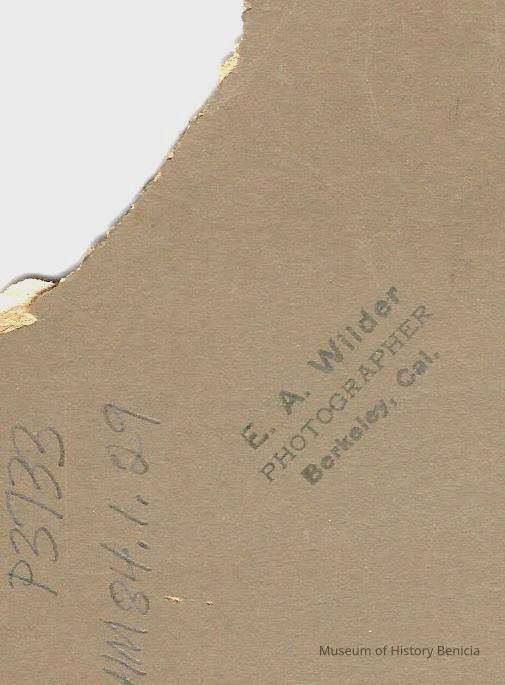 E. A. Wilder
PHOTOGRAPHER
Berkeley, Cal.
P3733
HM84.1.29
Museum of History Benicia